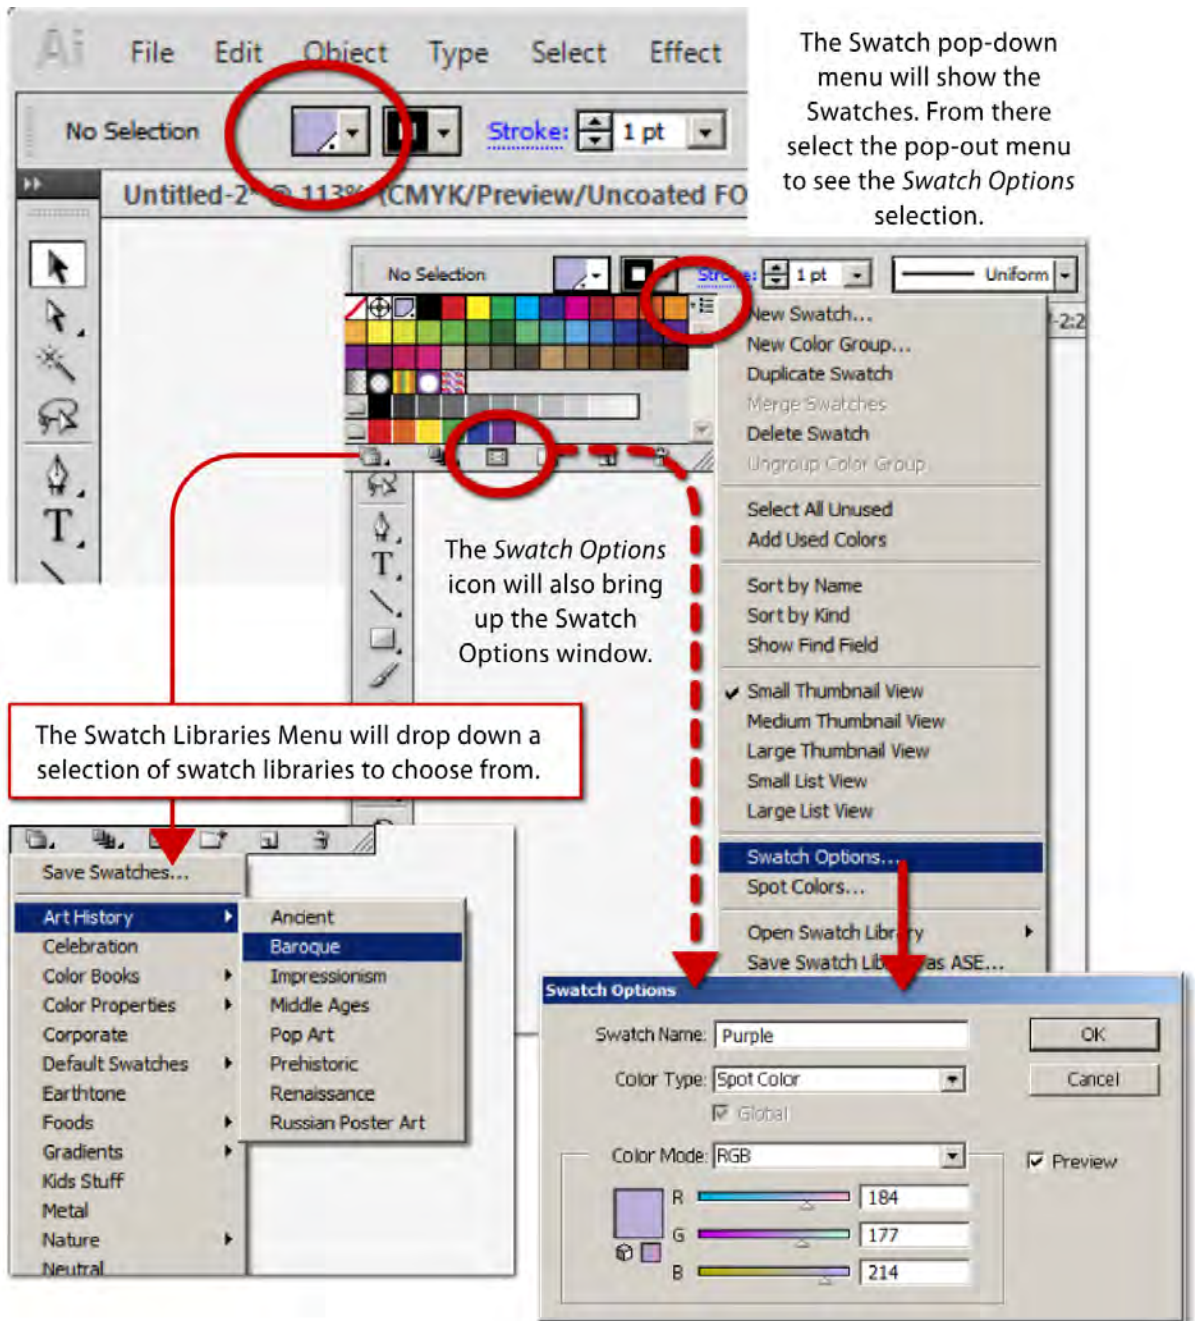 Ai File Edit Object Type Select Effect
No Selection Stroke: 1 pt
Untitled-2* @ 113% (CMYK/Preview/Uncoated FO
The Swatch pop-down
menu will show the
Swatches. From there
select the pop-out menu
to see the Swatch Options
selection.
No Selection Stroke: 1 pt Uniform
-2:2
New Swatch...
New Color Group...
Duplicate Swatch
Merge Swatches
Delete Swatch
Ungroup Color Group
Select All Unused
Add Used Colors
Sort by Name
Sort by Kind
Show Find Field
Small Thumbnail View
Medium Thumbnail View
Large Thumbnail View
Small List View
Large List View
Swatch Options...
Spot Colors...
Open Swatch Library
Save Swatch Library as ASE...
T
T
The Swatch Options
icon will also bring
up the Swatch
Options window.
The Swatch Libraries Menu will drop down a
selection of swatch libraries to choose from.
Save Swatches...
Art History
Celebration
Color Books
Color Properties
Corporate
Default Swatches
Earthtone
Foods
Gradients
Kids Stuff
Metal
Nature
Neutral
Ancient
Baroque
Impressionism
Middle Ages
Pop Art
Prehistoric
Renaissance
Russian Poster Art
Swatch Options
Swatch Name: Purple
Color Type: Spot Color
Global
Color Mode: RGB
R 184
G 177
B 214
OK
Cancel
Preview